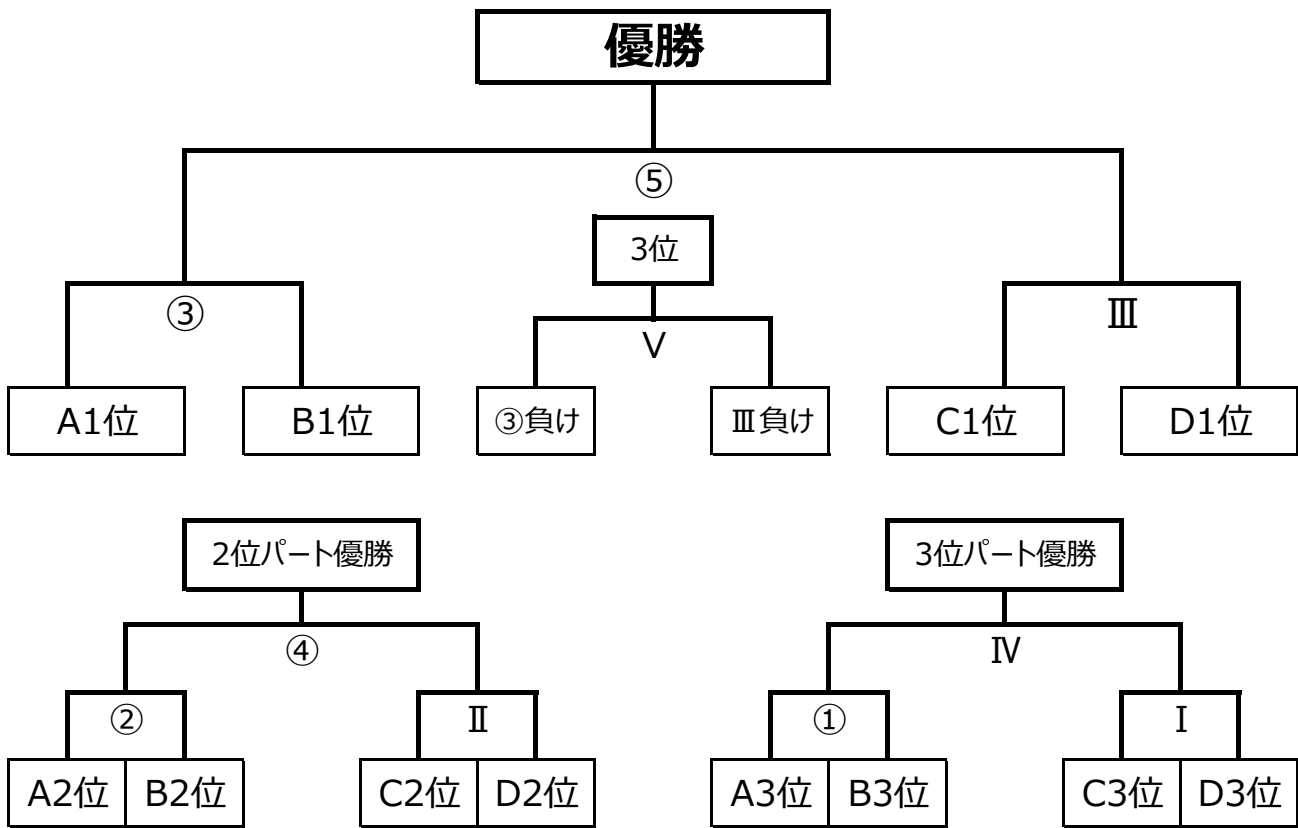 優勝
⑤
3位
③
Ⅴ
Ⅲ
A1位
B1位
③負け
Ⅲ負け
C1位
D1位
2位パート優勝
3位パート優勝
④
Ⅳ
②
Ⅱ
①
Ⅰ
A2位
B2位
C2位
D2位
A3位
B3位
C3位
D3位